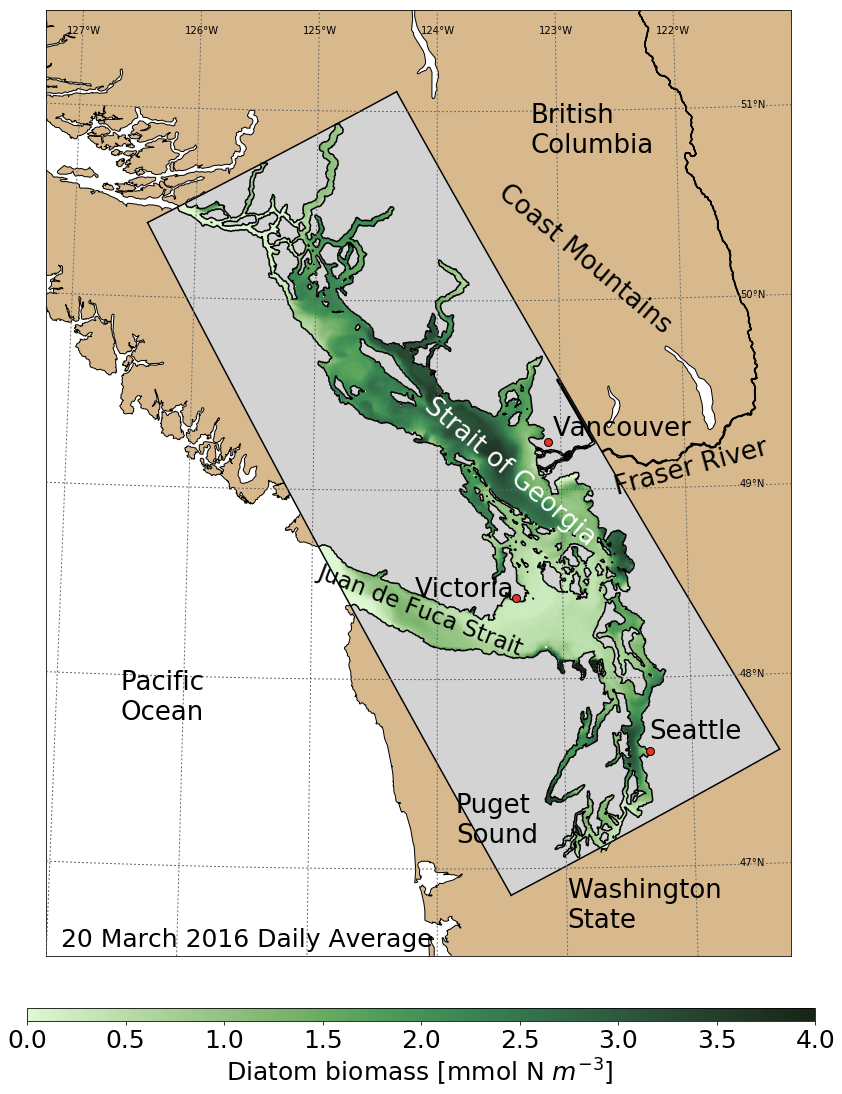 127°W 126°W 125°W 124°W 123°W 122°W
51°N
British
Columbia
Coast Mountains
50°N
Strait of Georgia
Vancouver
Fraser River
49°N
Juan de Fuca Strait
Victoria
Pacific
Ocean
48°N
Seattle
Puget
Sound
47°N
Washington
State
20 March 2016 Daily Average
0.0 0.5 1.0 1.5 2.0 2.5 3.0 3.5 4.0
Diatom biomass [mmol N m⁻³]